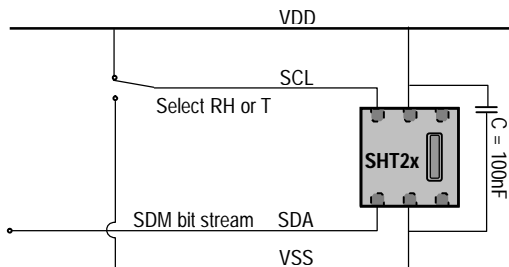 VDD
SCL
Select RH or T
SHT2x
C = 100nF
SDM bit stream SDA
VSS